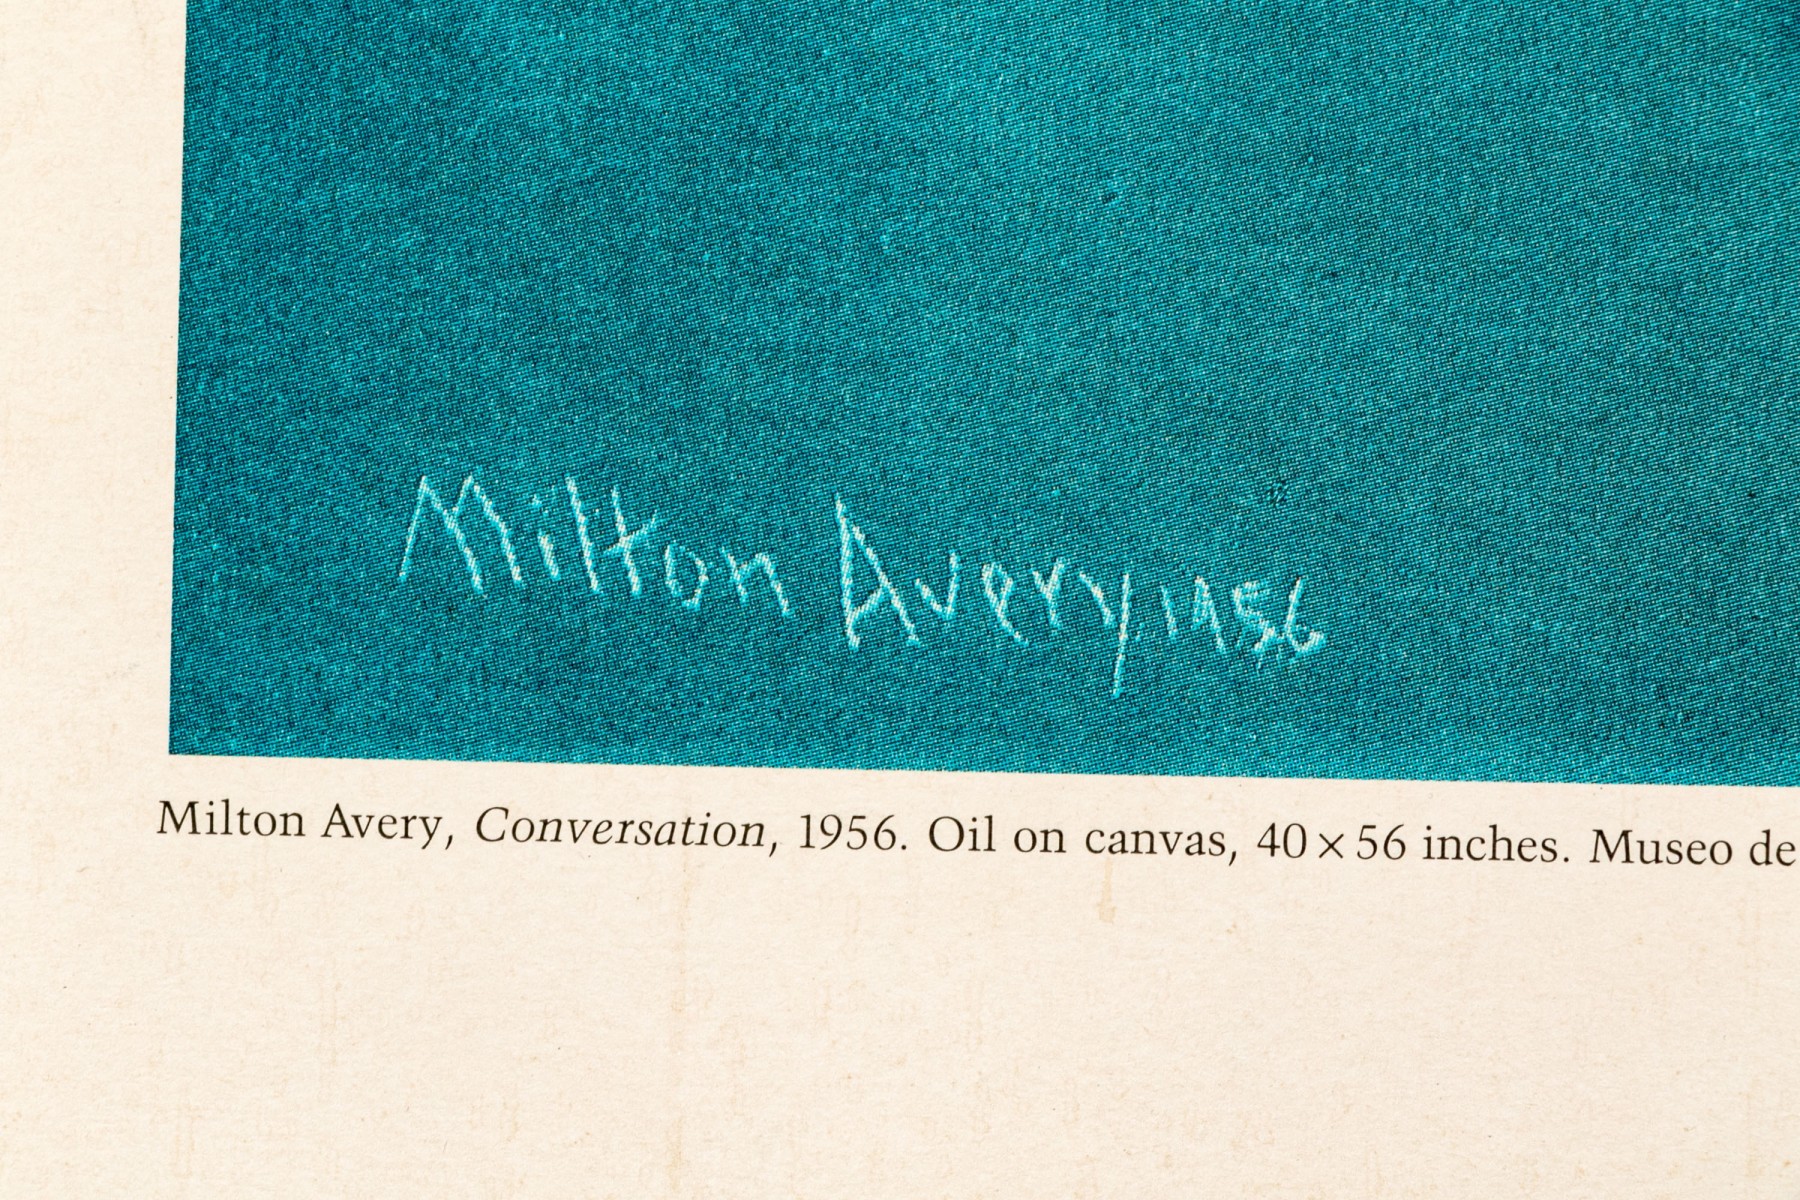 Milton Avery 1956
Milton Avery, Conversation, 1956. Oil on canvas, 40 × 56 inches. Museo de